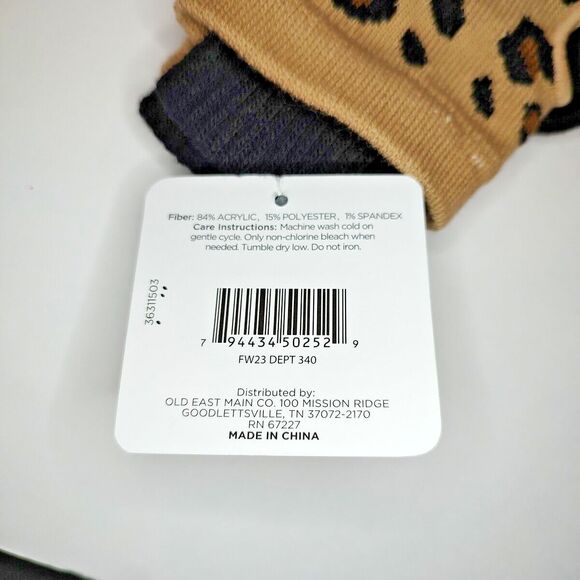 Fiber: 84% ACRYLIC, 15% POLYESTER, 1% SPANDEX
Care Instructions: Machine wash cold on
gentle cycle. Only non-chlorine bleach when
needed. Tumble dry low. Do not iron.
36311503
7 94434 50252 9
FW23 DEPT 340
Distributed by:
OLD EAST MAIN CO. 100 MISSION RIDGE
GOODLETTSVILLE, TN 37072-2170
RN 67227
MADE IN CHINA